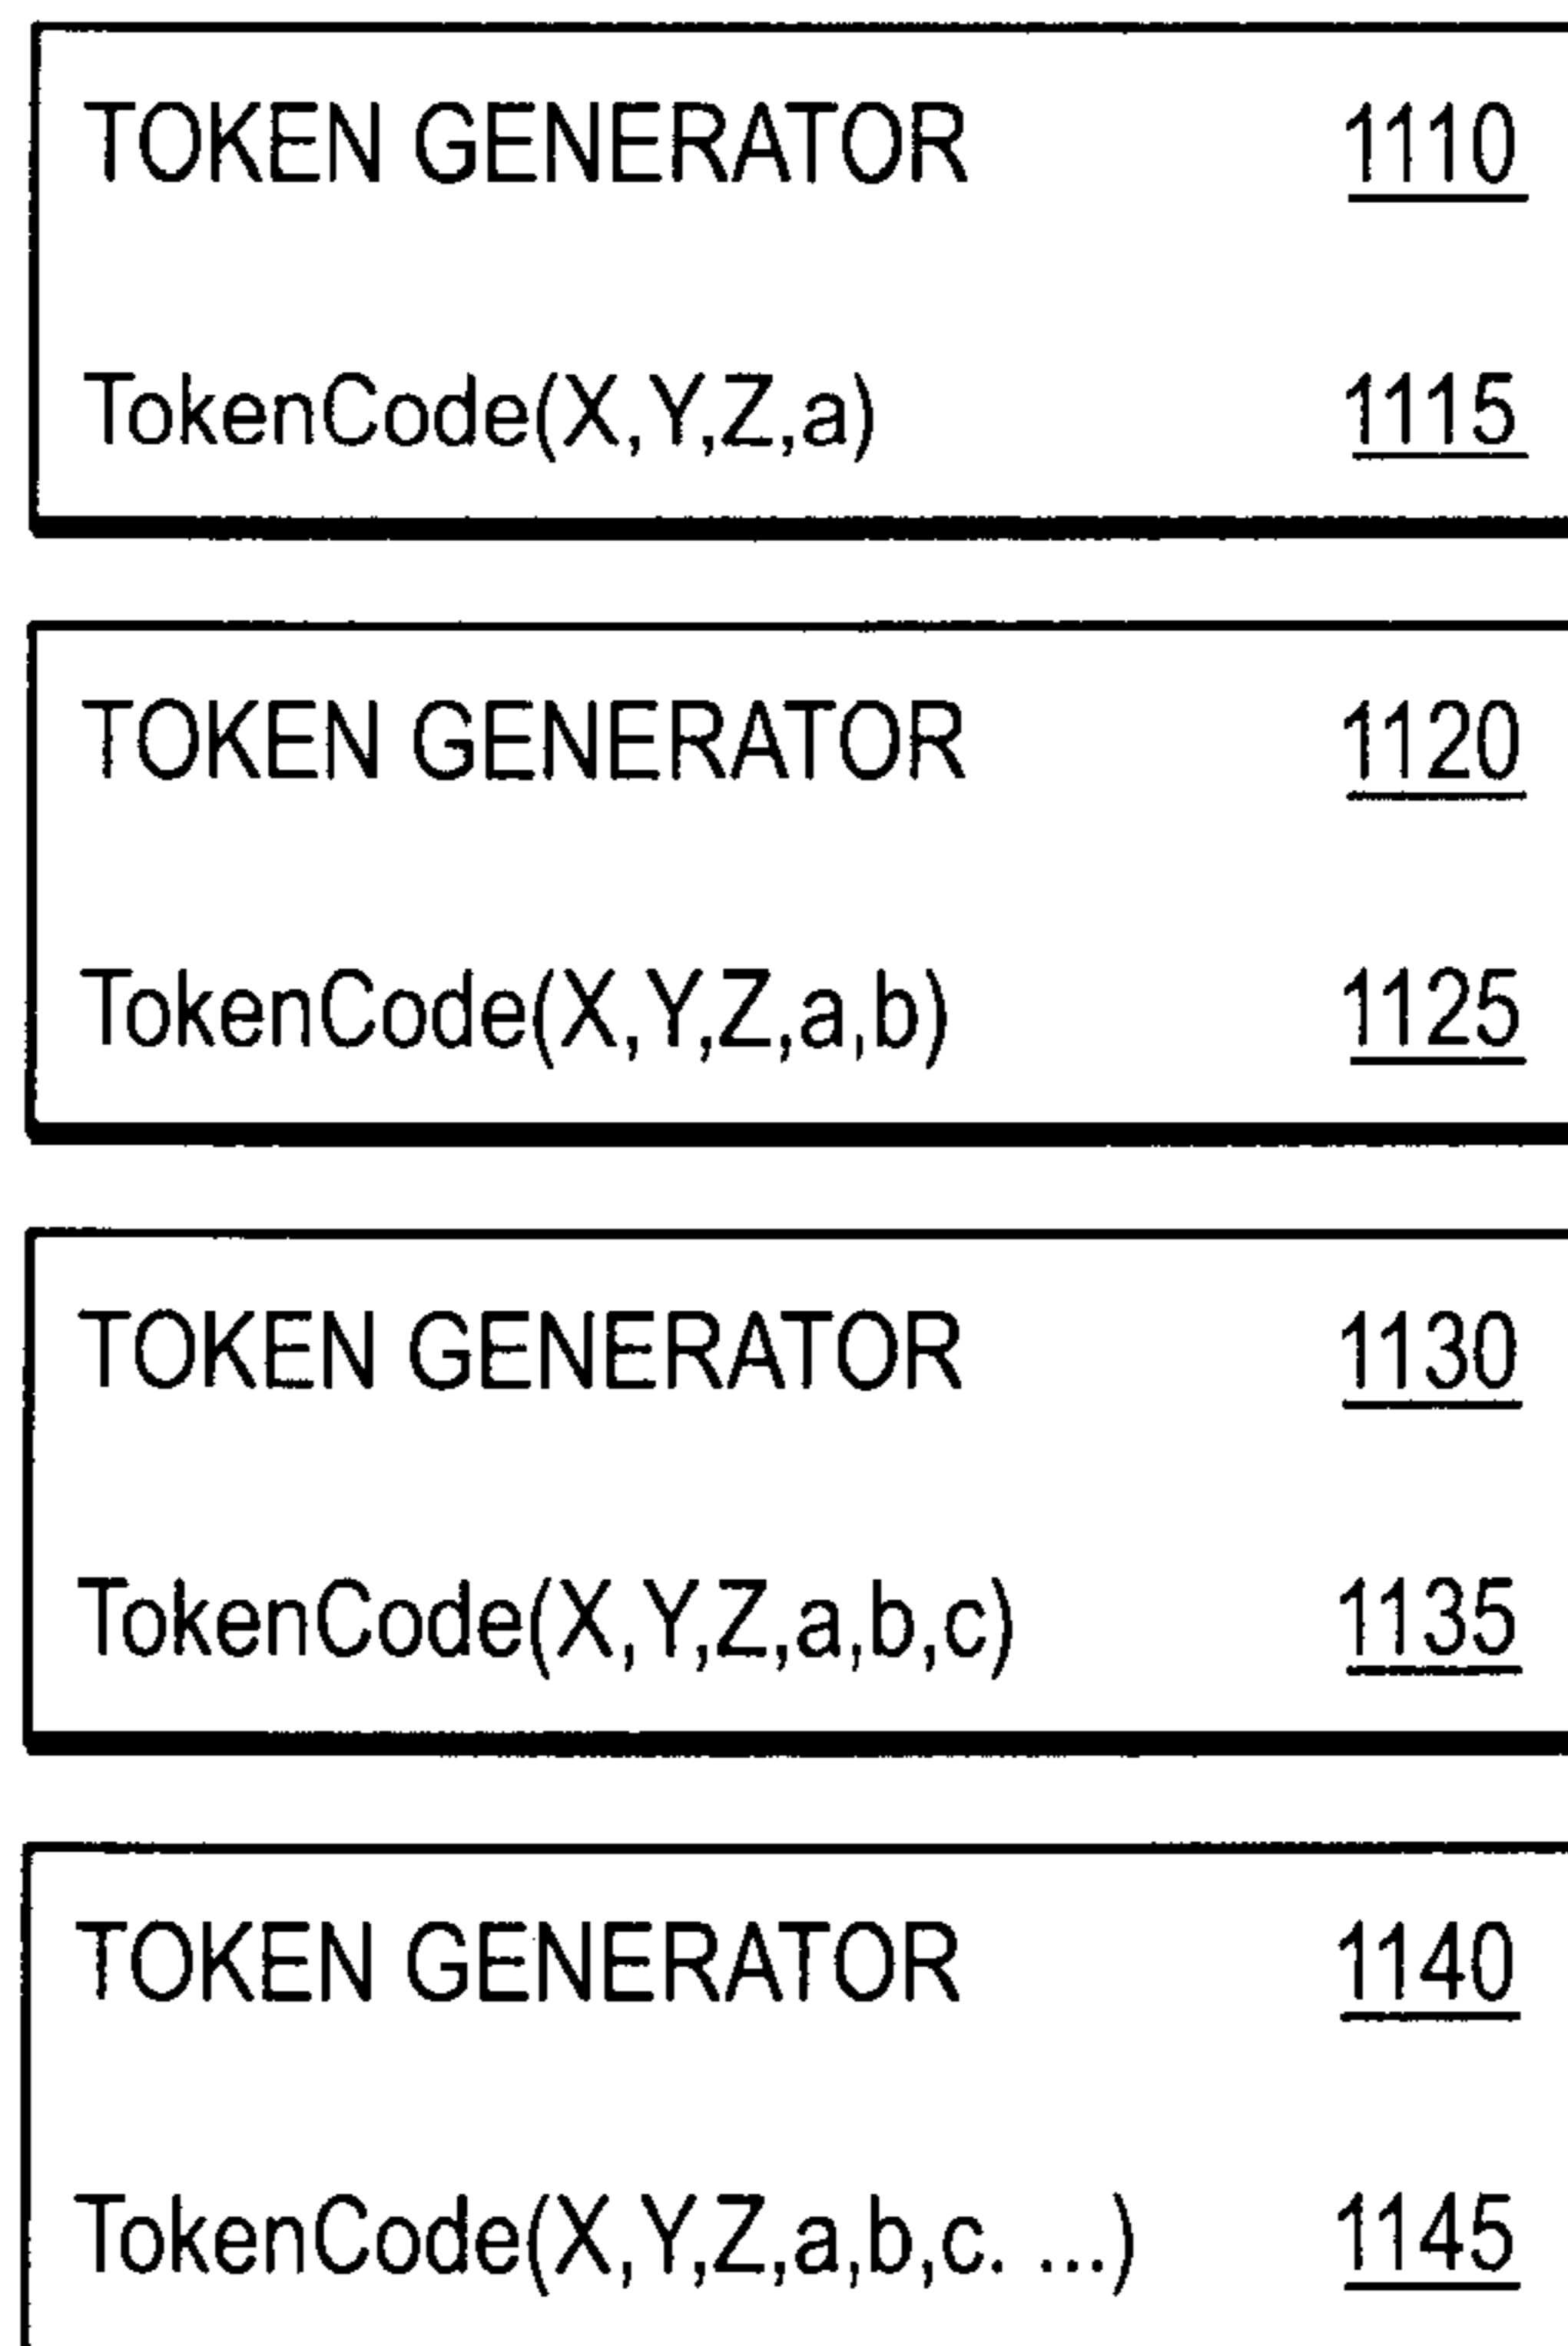 TOKEN GENERATOR 1110
TokenCode(X,Y,Z,a) 1115
TOKEN GENERATOR 1120
TokenCode(X,Y,Z,a,b) 1125
TOKEN GENERATOR 1130
TokenCode(X,Y,Z,a,b,c) 1135
TOKEN GENERATOR 1140
TokenCode(X,Y,Z,a,b,c. ...) 1145